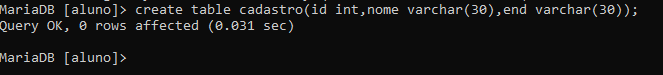 MariaDB [aluno]> create table cadastro(id int,nome varchar(30),end varchar(30));
Query OK, 0 rows affected (0.031 sec)
MariaDB [aluno]>